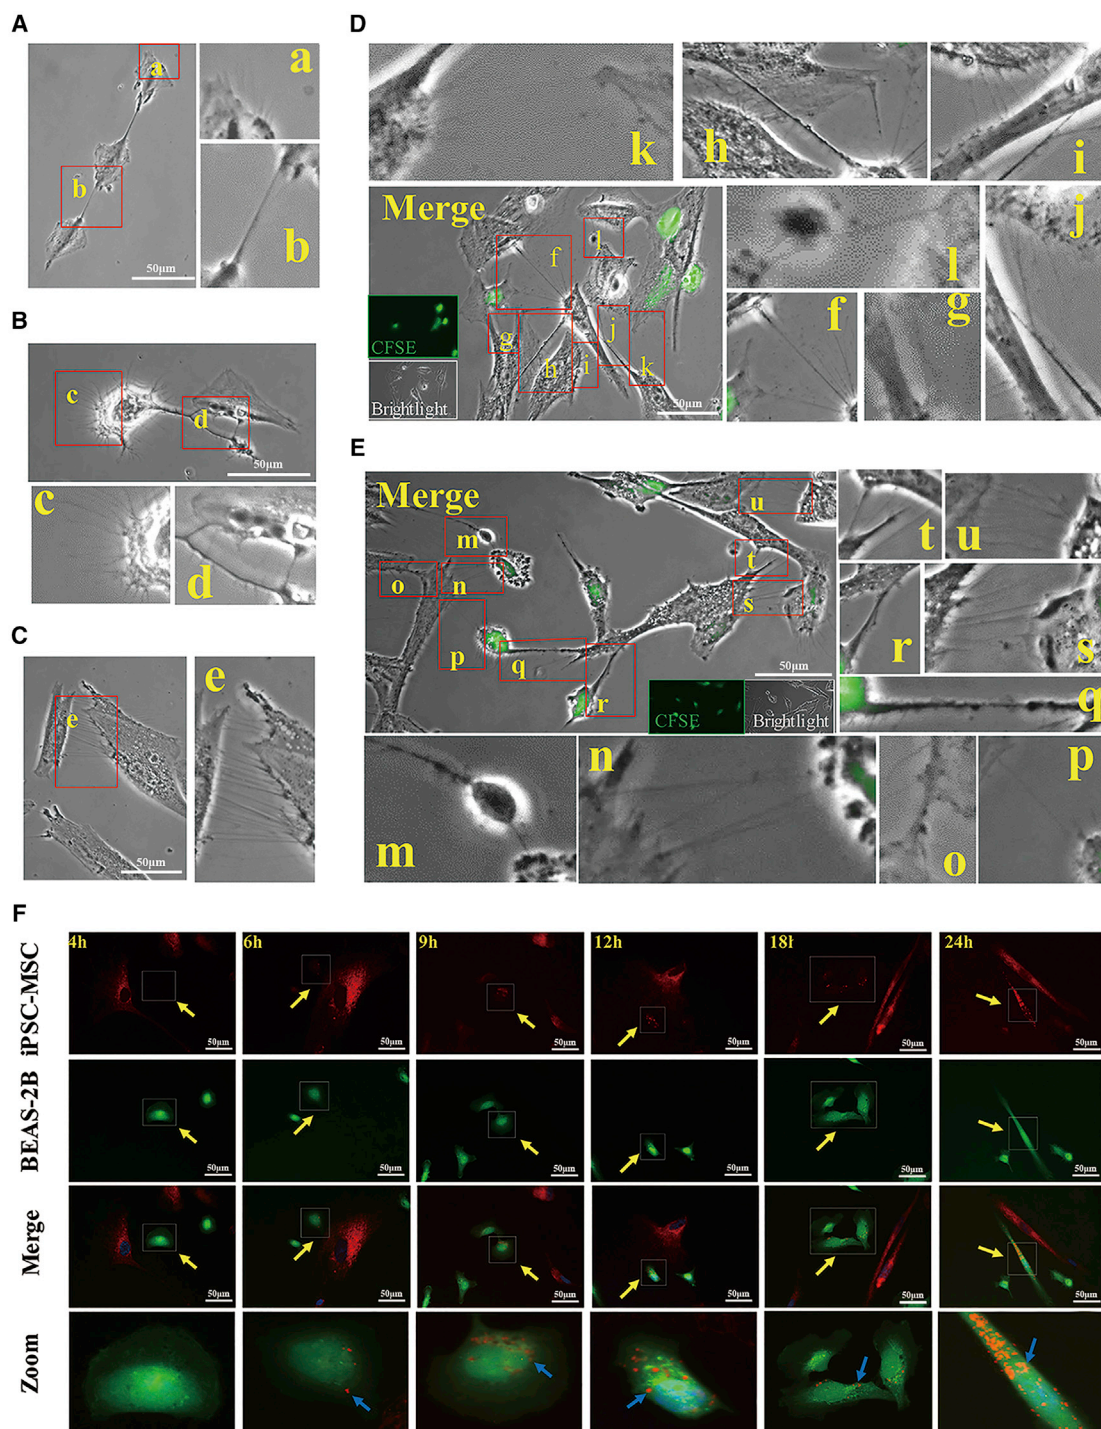 A
a
a
50μm
b
b
B
c
d
50μm
c
d
C
e
e
50μm
D
k
h
i
Merge
l
f
g
h
j
i
k
CFSE
Brightlight
50μm
l
j
f
g
E
Merge
m
o
n
p
q
r
u
t
s
50μm
CFSE
Brightlight
t
u
r
s
q
m
n
o
p
F
4h
6h
9h
12h
18h
24h
iPSC-MSC
50μm
50μm
50μm
50μm
50μm
50μm
BEAS-2B
50μm
50μm
50μm
50μm
50μm
50μm
Merge
50μm
50μm
50μm
50μm
50μm
50μm
Zoom